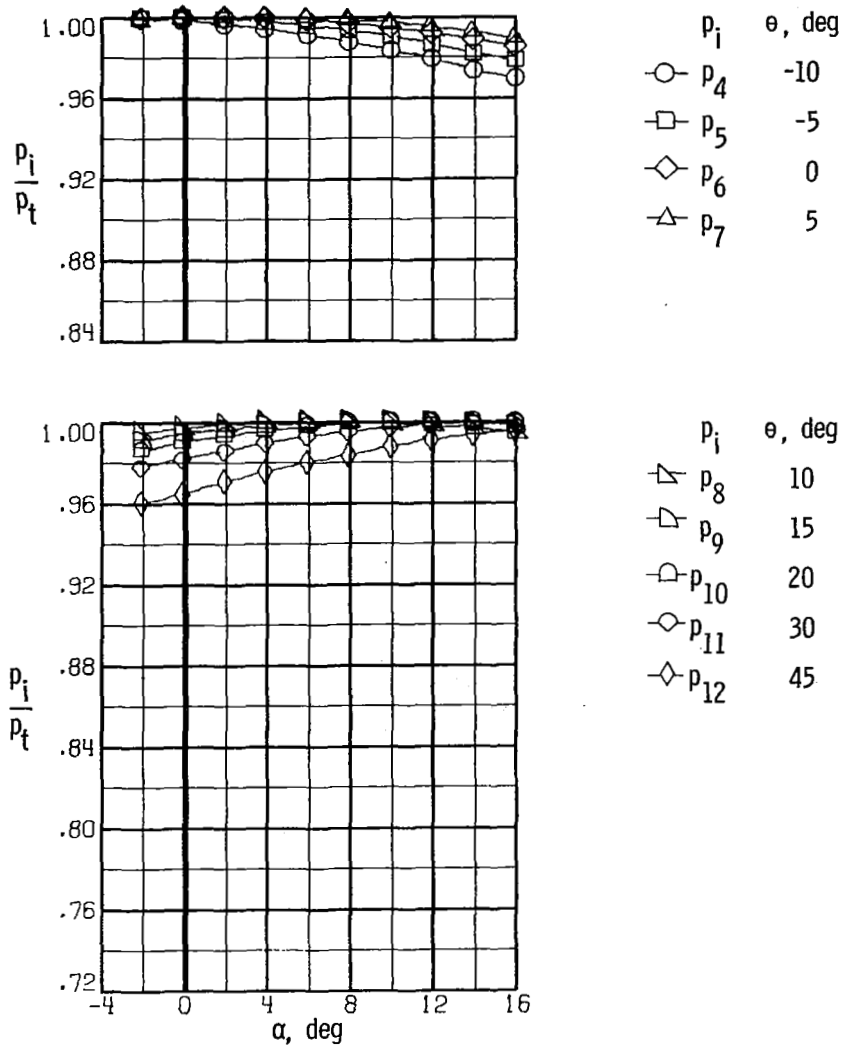 1.00
.96
.92
.88
.84
p_i
p_t
p_i θ, deg
p_4 -10
p_5 -5
p_6 0
p_7 5
1.00
.96
.92
.88
.84
.80
.76
.72
p_i
p_t
-4 0 4 8 12 16
α, deg
p_i θ, deg
p_8 10
p_9 15
p_10 20
p_11 30
p_12 45